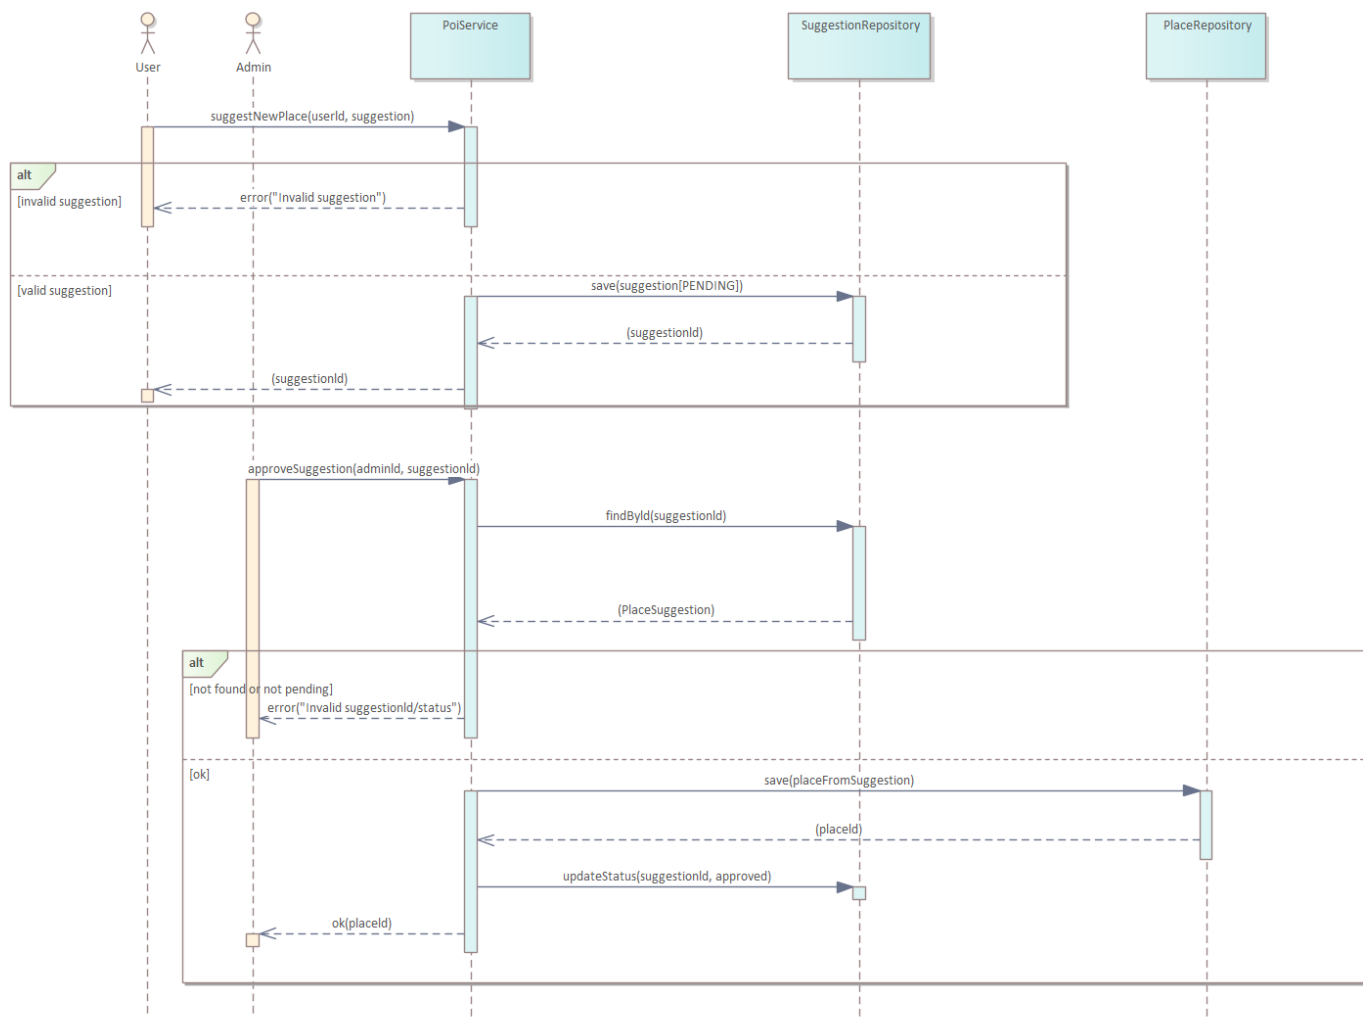 User
Admin
PoiService
SuggestionRepository
PlaceRepository
suggestNewPlace(userId, suggestion)
alt
[invalid suggestion]
error("Invalid suggestion")
[valid suggestion]
save(suggestion[PENDING])
(suggestionId)
(suggestionId)
approveSuggestion(adminId, suggestionId)
findById(suggestionId)
(PlaceSuggestion)
alt
[not found or not pending]
error("Invalid suggestionId/status")
[ok]
save(placeFromSuggestion)
(placeId)
updateStatus(suggestionId, approved)
ok(placeId)